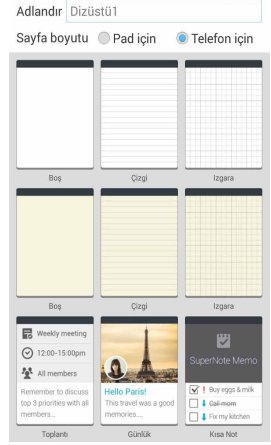 Adlandır Dizüstü1
Sayfa boyutu Pad için Telefon için
Boş Çizgi Izgara
Boş Çizgi Izgara
Weekly meeting
12:00-15:00pm
All members
Remember to discuss
top 3 priorities with all
members...
Toplantı
Hello Paris!
This travel was a good
memories....
Günlük
SuperNote Memo
Buy eggs & milk
Call mom
Fix my kitchen
Kısa Not